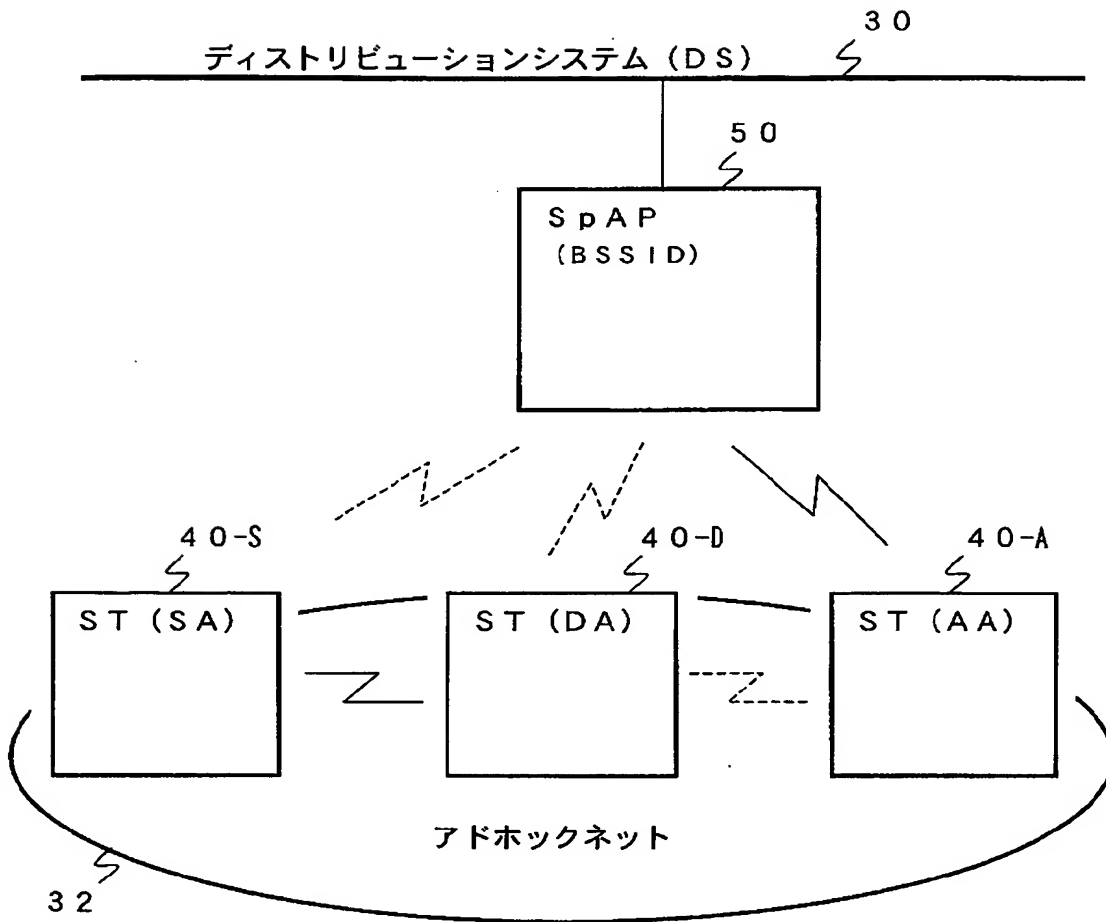 30
ディストリビューションシステム(DS)
50
SpAP
(BSSID)
40-S
40-D
40-A
ST(SA)
ST(DA)
ST(AA)
アドホックネット
32